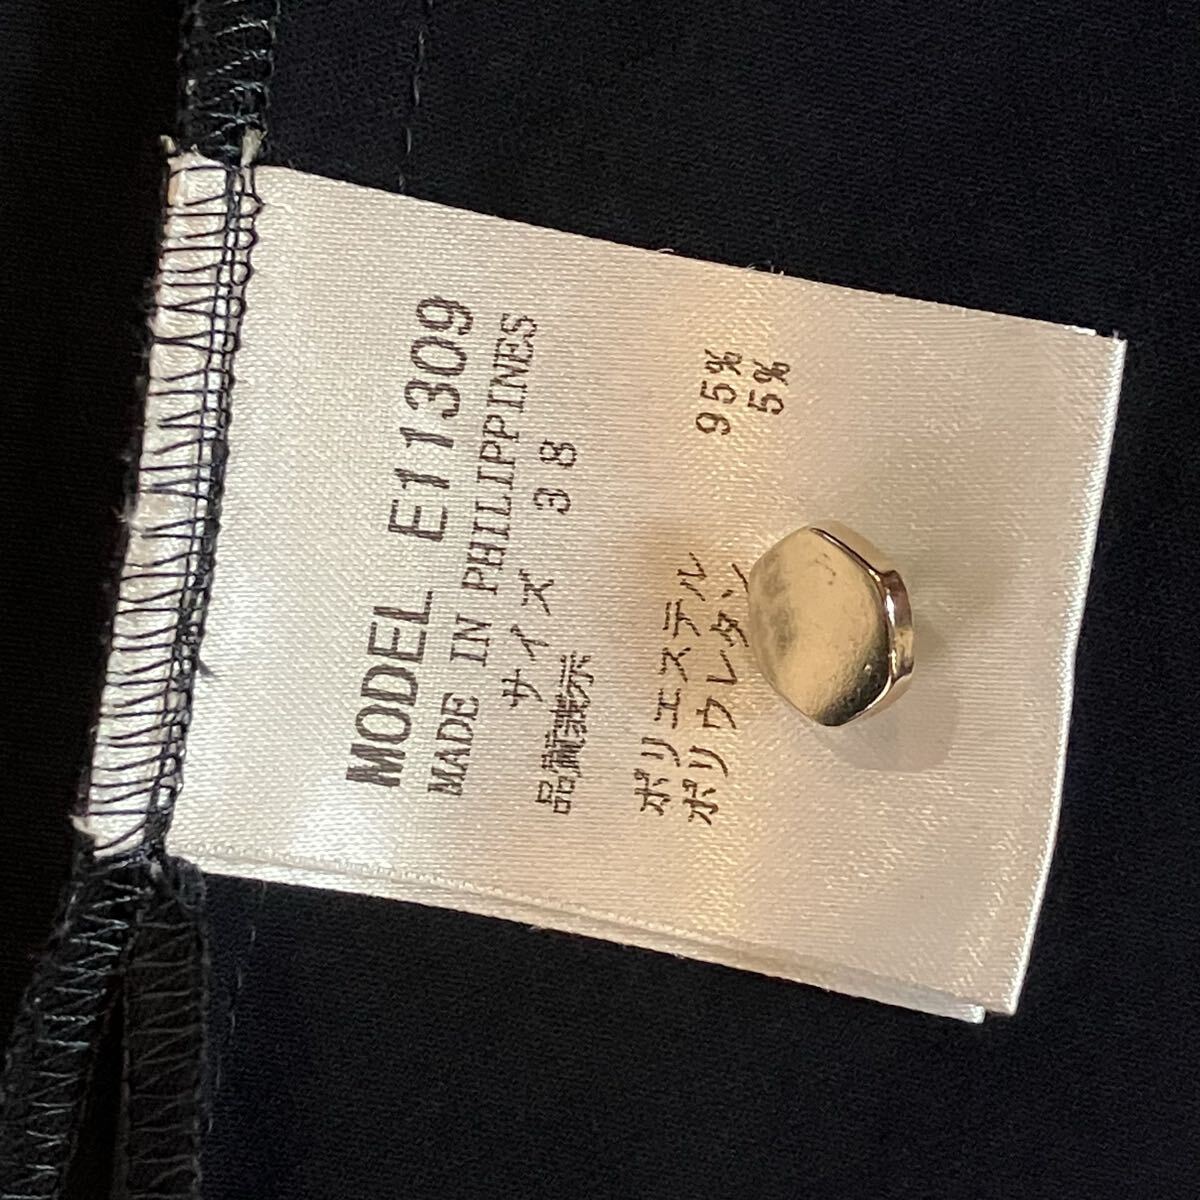 MODEL E11309
MADE IN PHILIPPINES
サイズ 38
品質表示
ポリエステル 95%
ポリウレタン 5%